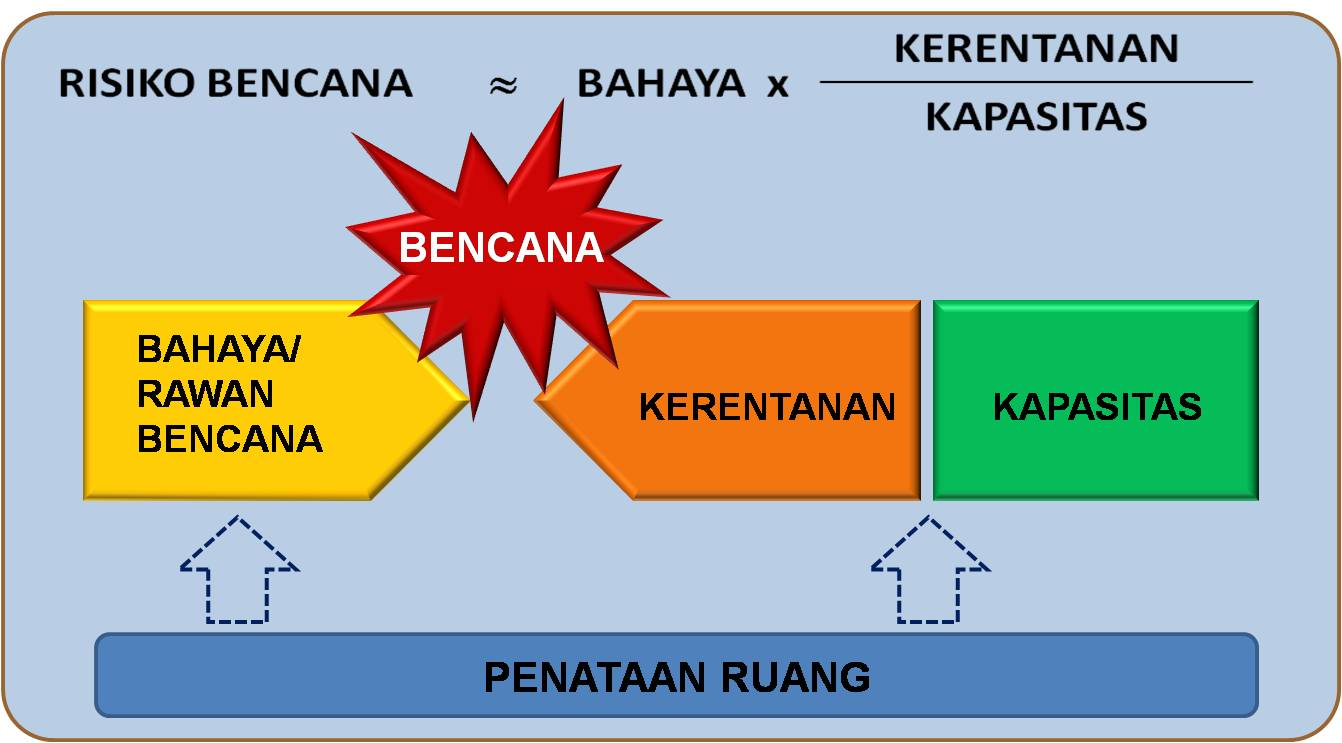 KERENTANAN
RISIKO BENCANA ≈ BAHAYA x
KAPASITAS
BENCANA
BAHAYA/
RAWAN
BENCANA
KERENTANAN
KAPASITAS
PENATAAN RUANG